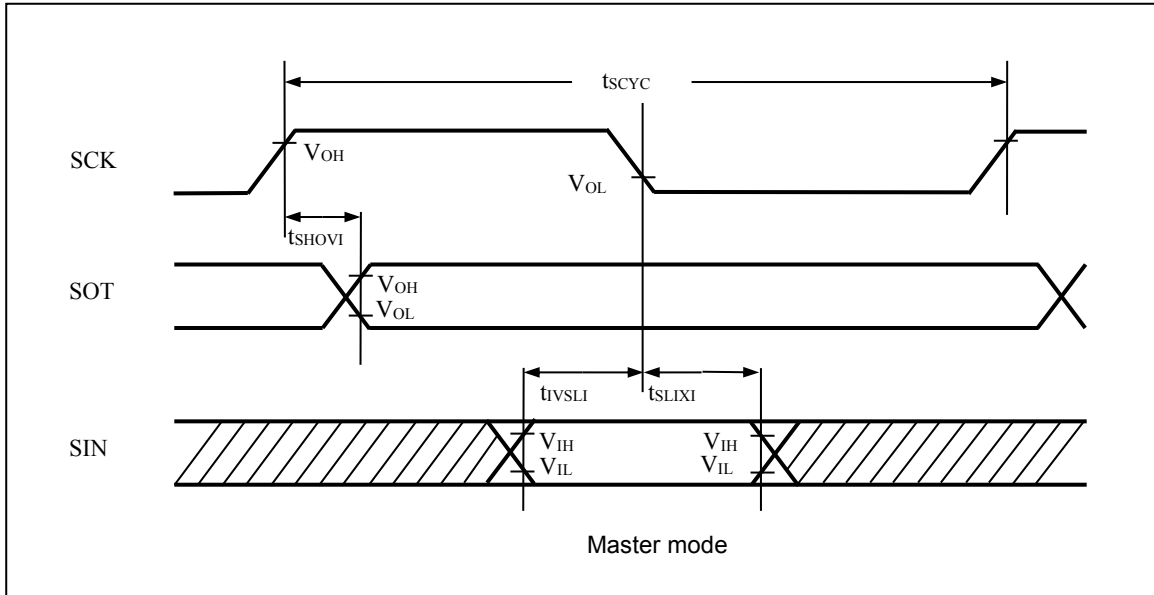 tSCYC
SCK
VOH
VOL
tSHOVI
SOT
VOH
VOL
tIVSLI
tSLIXI
SIN
VIH
VIL
VIH
VIL
Master mode